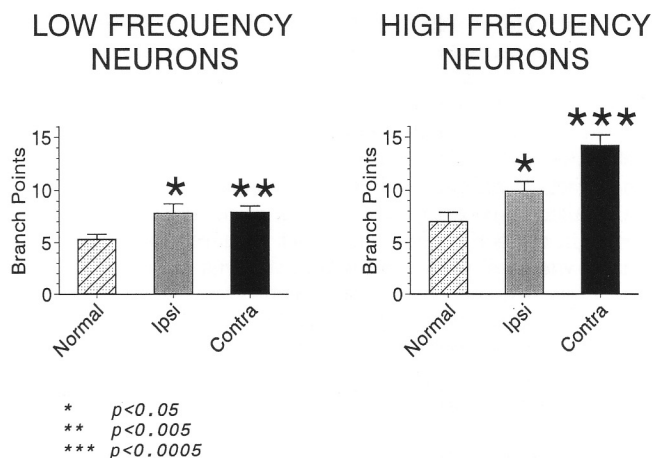 LOW FREQUENCY
NEURONS
Branch Points
15
10
5
0
*
**
Normal
Ipsi
Contra
HIGH FREQUENCY
NEURONS
Branch Points
15
10
5
0
*
***
Normal
Ipsi
Contra
* p<0.05
** p<0.005
*** p<0.0005